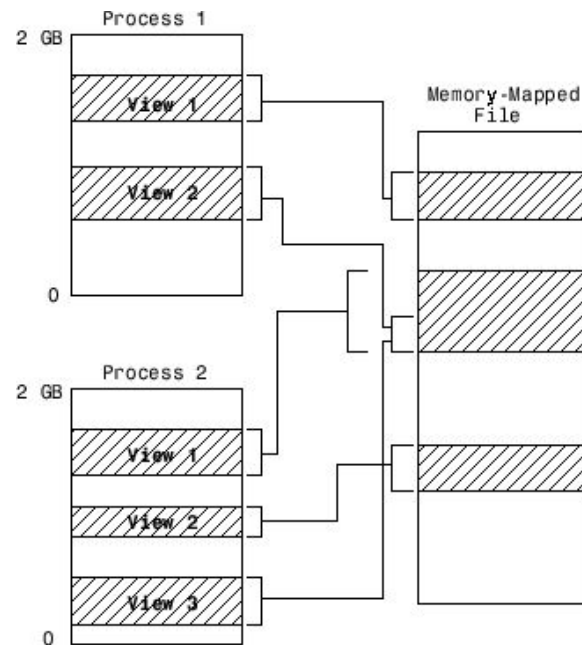 Process 1
2 GB
View 1
View 2
0
Memory-Mapped
File
Process 2
2 GB
View 1
View 2
View 3
0